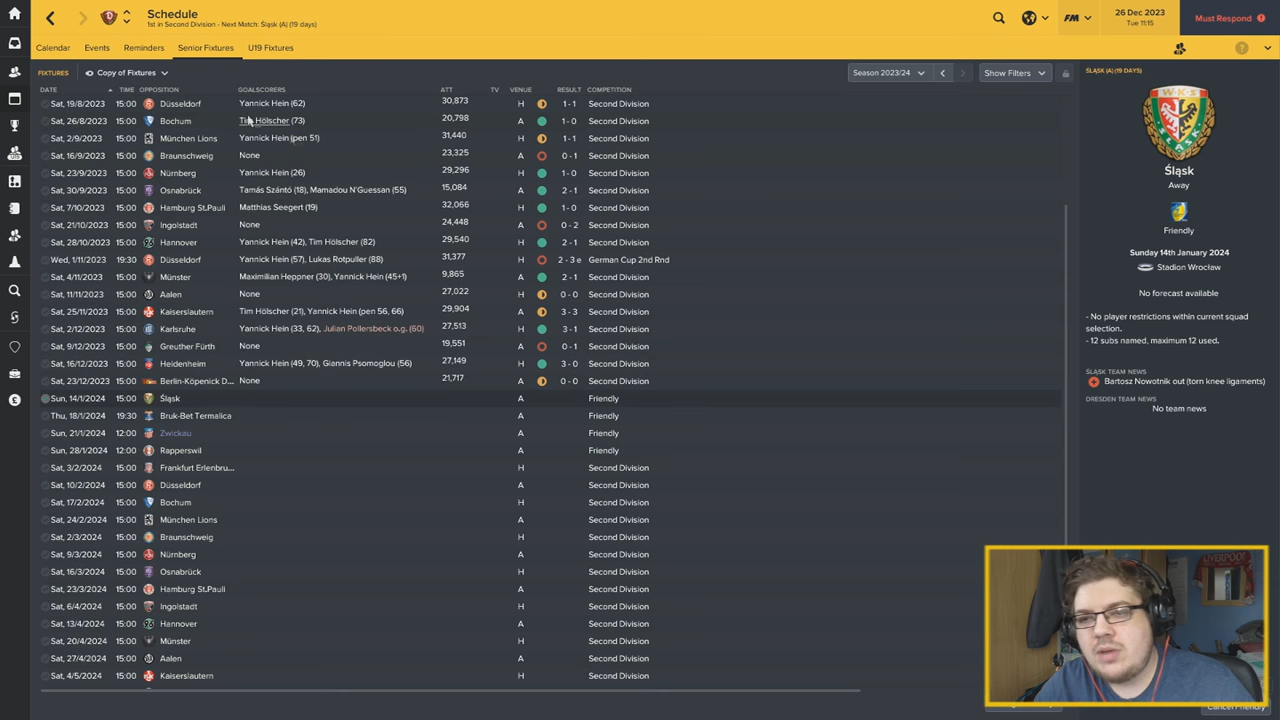 Schedule
1st in Second Division - Next Match: Śląsk (A) (19 days)
FM
26 Dec 2023
Tue 11:15
Must Respond
Calendar Events Reminders Senior Fixtures U19 Fixtures
FIXTURES Copy of Fixtures Season 2023/24 Show Filters
DATE TIME OPPOSITION GOALSCORERS ATT TV VENUE RESULT COMPETITION
Sat, 19/8/2023 15:00 Düsseldorf Yannick Hein (62) 30,873 H 1 - 1 Second Division
Sat, 26/8/2023 15:00 Bochum Tim Hölscher (73) 20,798 A 1 - 0 Second Division
Sat, 2/9/2023 15:00 München Lions Yannick Hein (pen 51) 31,440 H 1 - 1 Second Division
Sat, 16/9/2023 15:00 Braunschweig None 23,325 A 0 - 1 Second Division
Sat, 23/9/2023 15:00 Nürnberg Yannick Hein (26) 29,296 H 1 - 0 Second Division
Sat, 30/9/2023 15:00 Osnabrück Tamás Szántó (18), Mamadou N'Guessan (55) 15,084 A 2 - 1 Second Division
Sat, 7/10/2023 15:00 Hamburg St.Pauli Matthias Seegert (19) 32,066 H 1 - 0 Second Division
Sat, 21/10/2023 15:00 Ingolstadt None 24,448 A 0 - 2 Second Division
Sat, 28/10/2023 15:00 Hannover Yannick Hein (42), Tim Hölscher (82) 29,540 H 2 - 1 Second Division
Wed, 1/11/2023 19:30 Düsseldorf Yannick Hein (57), Lukas Rotpuller (88) 31,377 H 2 - 3 e German Cup 2nd Rnd
Sat, 4/11/2023 15:00 Münster Maximilian Heppner (30), Yannick Hein (45+1) 9,865 A 2 - 1 Second Division
Sat, 11/11/2023 15:00 Aalen None 27,022 H 0 - 0 Second Division
Sat, 25/11/2023 15:00 Kaiserslautern Tim Hölscher (21), Yannick Hein (pen 56, 66) 29,904 A 3 - 3 Second Division
Sat, 2/12/2023 15:00 Karlsruhe Yannick Hein (33, 62), Julian Pollersbeck o.g. (60) 27,513 H 3 - 1 Second Division
Sat, 9/12/2023 15:00 Greuther Fürth None 19,551 A 0 - 1 Second Division
Sat, 16/12/2023 15:00 Heidenheim Yannick Hein (49, 70), Giannis Psomoglou (56) 27,149 H 3 - 0 Second Division
Sat, 23/12/2023 15:00 Berlin-Köpenick D... None 21,717 A 0 - 0 Second Division
Sun, 14/1/2024 15:00 Śląsk A Friendly
Thu, 18/1/2024 19:30 Bruk-Bet Termalica A Friendly
Sun, 21/1/2024 12:00 Zwickau A Friendly
Sun, 28/1/2024 12:00 Rapperswil A Friendly
Sat, 3/2/2024 15:00 Frankfurt Erlenbru... H Second Division
Sat, 10/2/2024 15:00 Düsseldorf A Second Division
Sat, 17/2/2024 15:00 Bochum H Second Division
Sat, 24/2/2024 15:00 München Lions A Second Division
Sat, 2/3/2024 15:00 Braunschweig H Second Division
Sat, 9/3/2024 15:00 Nürnberg A Second Division
Sat, 16/3/2024 15:00 Osnabrück H Second Division
Sat, 23/3/2024 15:00 Hamburg St.Pauli A Second Division
Sat, 6/4/2024 15:00 Ingolstadt H Second Division
Sat, 13/4/2024 15:00 Hannover A Second Division
Sat, 20/4/2024 15:00 Münster H Second Division
Sat, 27/4/2024 15:00 Aalen A Second Division
Sat, 4/5/2024 15:00 Kaiserslautern H Second Division
ŚLĄSK (A) (19 DAYS)
WKS
Śląsk
Away
Friendly
Sunday 14th January 2024
Stadion Wrocław
No forecast available
- No player restrictions within current squad
selection.
- 12 subs named, maximum 12 used.
ŚLĄSK TEAM NEWS
Bartosz Nowotnik out (torn knee ligaments)
DRESDEN TEAM NEWS
No team news
LIVERPOOL
Cancel Friendly